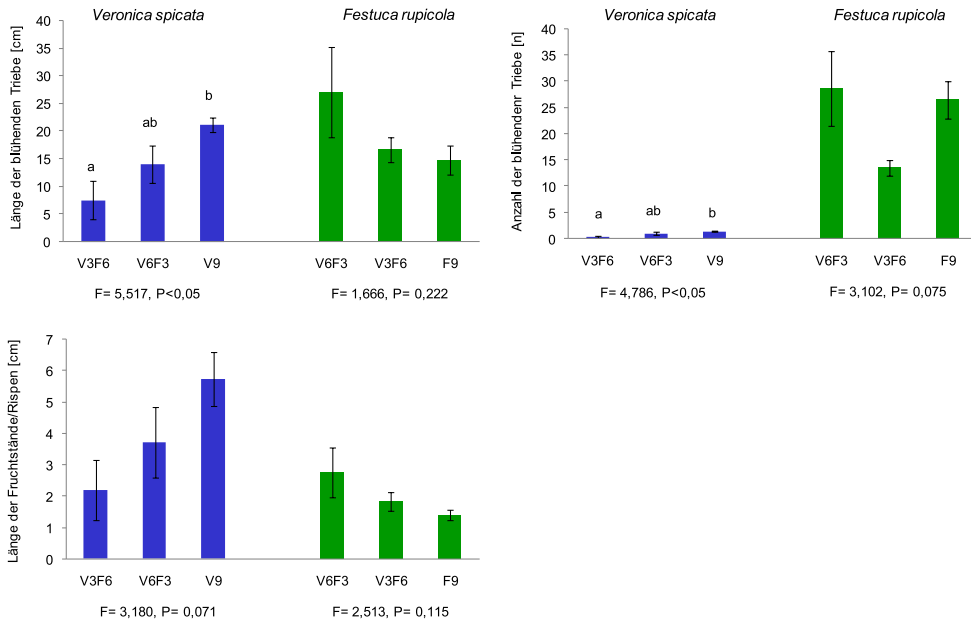 Veronica spicata
Festuca rupicola
Länge der blühenden Triebe [cm]
40
35
30
25
20
15
10
5
0
a
ab
b
V3F6 V6F3 V9 V6F3 V3F6 F9
F= 5,517, P<0,05
F= 1,666, P= 0,222
Veronica spicata
Festuca rupicola
Anzahl der blühendenr Triebe [n]
40
35
30
25
20
15
10
5
0
a
ab
b
V3F6 V6F3 V9 V6F3 V3F6 F9
F= 4,786, P<0,05
F= 3,102, P= 0,075
Länge der Fruchtstände/Rispen [cm]
7
6
5
4
3
2
1
0
V3F6 V6F3 V9 V6F3 V3F6 F9
F= 3,180, P= 0,071
F= 2,513, P= 0,115